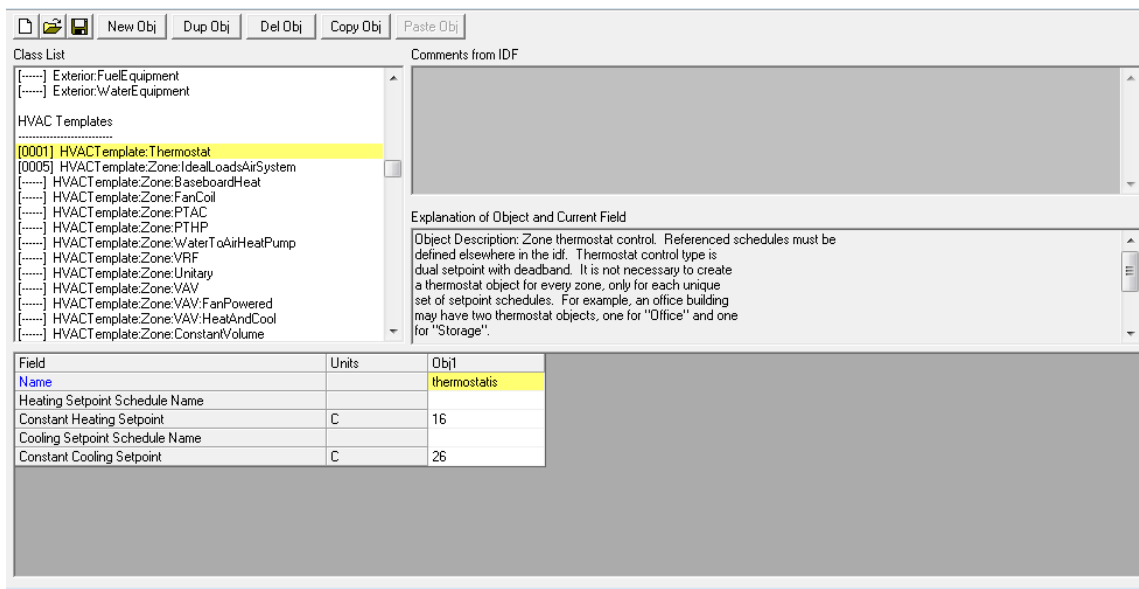 New Obj Dup Obj Del Obj Copy Obj Paste Obj
Class List
[------] Exterior:FuelEquipment
[------] Exterior:WaterEquipment
HVAC Templates
--------------------------
[0001] HVACTemplate:Thermostat
[0005] HVACTemplate:Zone:IdealLoadsAirSystem
[------] HVACTemplate:Zone:BaseboardHeat
[------] HVACTemplate:Zone:FanCoil
[------] HVACTemplate:Zone:PTAC
[------] HVACTemplate:Zone:PTHP
[------] HVACTemplate:Zone:WaterToAirHeatPump
[------] HVACTemplate:Zone:VRF
[------] HVACTemplate:Zone:Unitary
[------] HVACTemplate:Zone:VAV
[------] HVACTemplate:Zone:VAV:FanPowered
[------] HVACTemplate:Zone:VAV:HeatAndCool
[------] HVACTemplate:Zone:ConstantVolume
Comments from IDF
Explanation of Object and Current Field
Object Description: Zone thermostat control. Referenced schedules must be
defined elsewhere in the idf. Thermostat control type is
dual setpoint with deadband. It is not necessary to create
a thermostat object for every zone, only for each unique
set of setpoint schedules. For example, an office building
may have two thermostat objects, one for "Office" and one
for "Storage".
Field Units Obj1
Name thermostatis
Heating Setpoint Schedule Name
Constant Heating Setpoint C 16
Cooling Setpoint Schedule Name
Constant Cooling Setpoint C 26